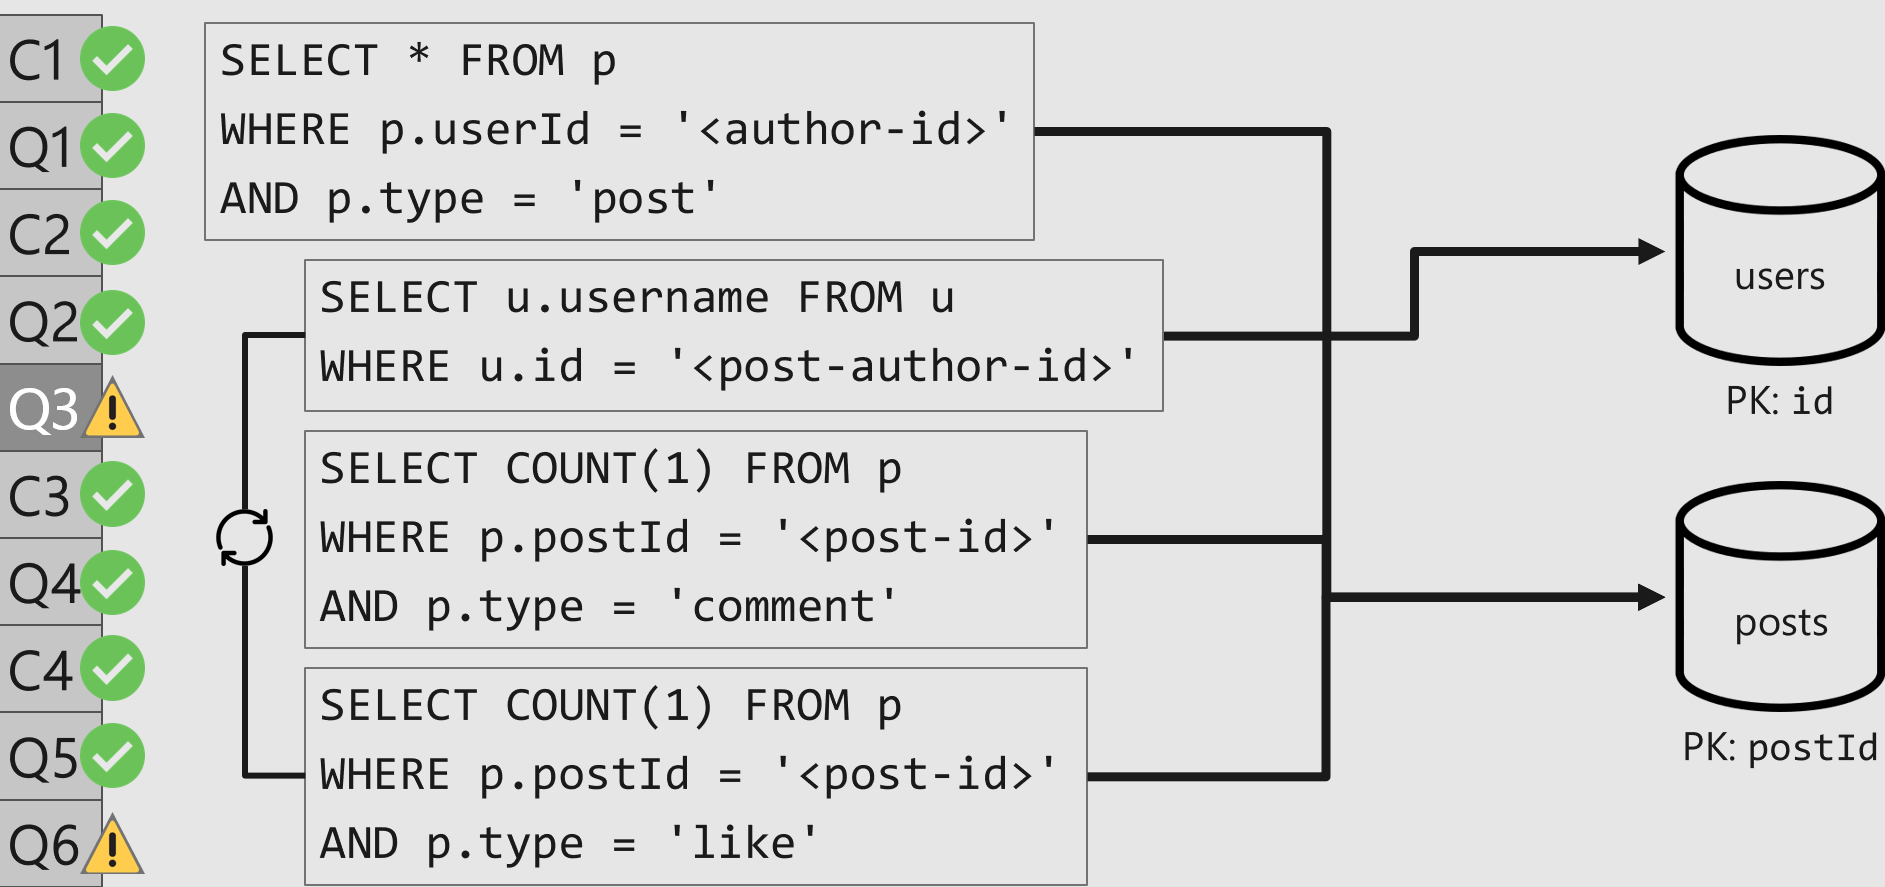 C1
Q1
C2
Q2
Q3
C3
Q4
C4
Q5
Q6
SELECT * FROM p
WHERE p.userId = '<author-id>'
AND p.type = 'post'
SELECT u.username FROM u
WHERE u.id = '<post-author-id>'
SELECT COUNT(1) FROM p
WHERE p.postId = '<post-id>'
AND p.type = 'comment'
SELECT COUNT(1) FROM p
WHERE p.postId = '<post-id>'
AND p.type = 'like'
users
PK: id
posts
PK: postId